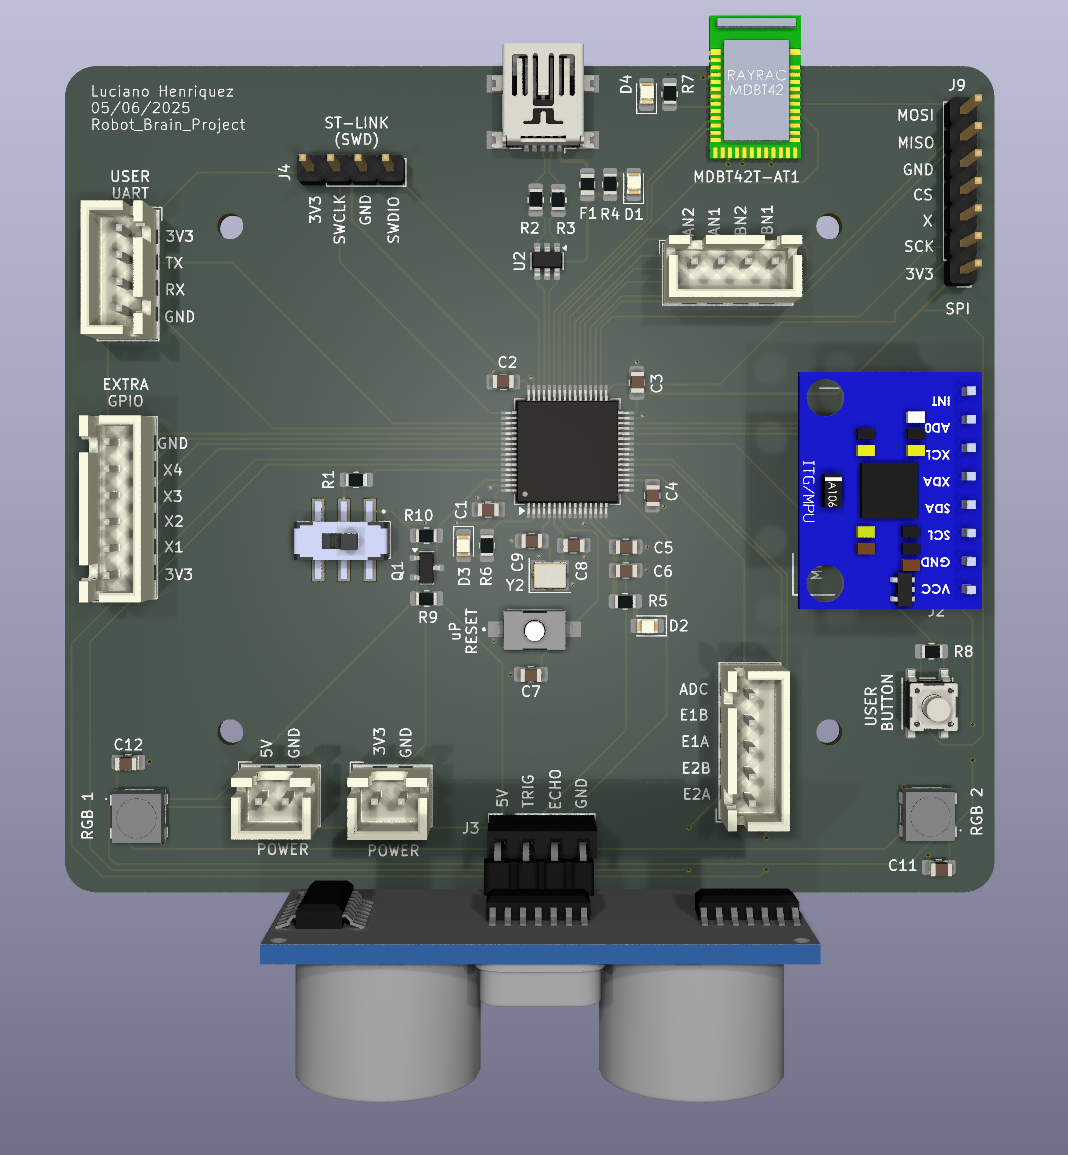 Luciano Henriquez
05/06/2025
Robot_Brain_Project
ST-LINK
(SWD)
J4
3V3
SWCLK
GND
SWDIO
D4
R7
RAYRAC
MDBT42
MDBT42T-AT1
J9
MOSI
MISO
GND
CS
X
SCK
3V3
SPI
USER
UART
3V3
TX
RX
GND
R2
R3
F1
R4
D1
U2
AN2
AN1
BN2
BN1
EXTRA
GPIO
GND
X4
X3
X2
X1
3V3
C2
C3
C4
C1
R1
R10
Q1
R9
D3
R6
C9
C8
Y2
C5
C6
R5
D2
uP
RESET
C7
INT
AD0
XCL
XDA
SDA
SCL
GND
VCC
ITG/MPU
A106
M
J2
R8
USER
BUTTON
ADC
E1B
E1A
E2B
E2A
C12
RGB 1
5V
GND
POWER
3V3
GND
POWER
J3
5V
TRIG
ECHO
GND
RGB 2
C11